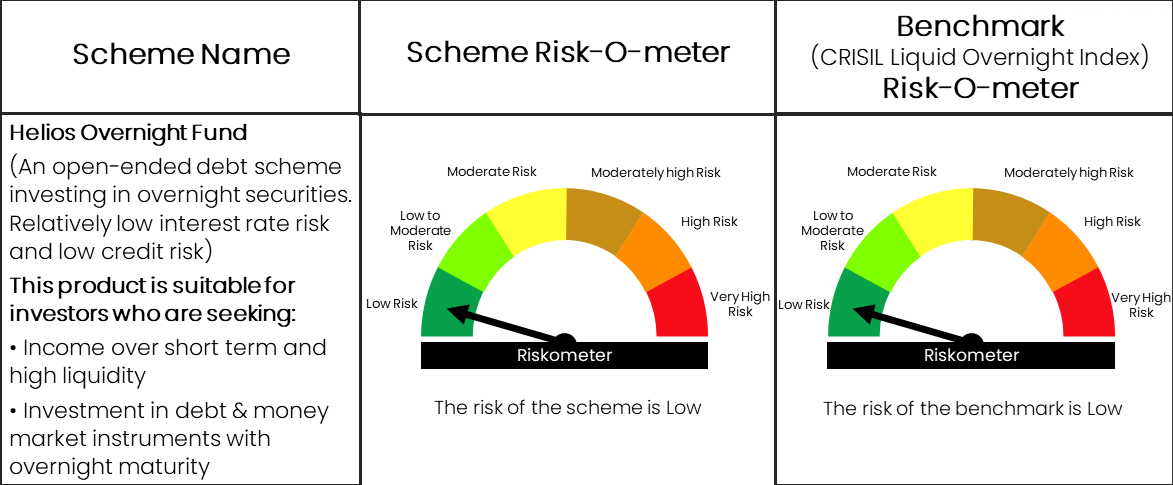 Scheme Name
Scheme Risk-O-meter
Benchmark
(CRISIL Liquid Overnight Index)
Risk-O-meter
Helios Overnight Fund
(An open-ended debt scheme
investing in overnight securities.
Relatively low interest rate risk
and low credit risk)
This product is suitable for
investors who are seeking:
• Income over short term and
high liquidity
• Investment in debt & money
market instruments with
overnight maturity
Moderate Risk
Moderately high Risk
Low to
Moderate
Risk
High Risk
Low Risk
Very High
Risk
Riskometer
The risk of the scheme is Low
Moderate Risk
Moderately high Risk
Low to
Moderate
Risk
High Risk
Low Risk
Very High
Risk
Riskometer
The risk of the benchmark is Low